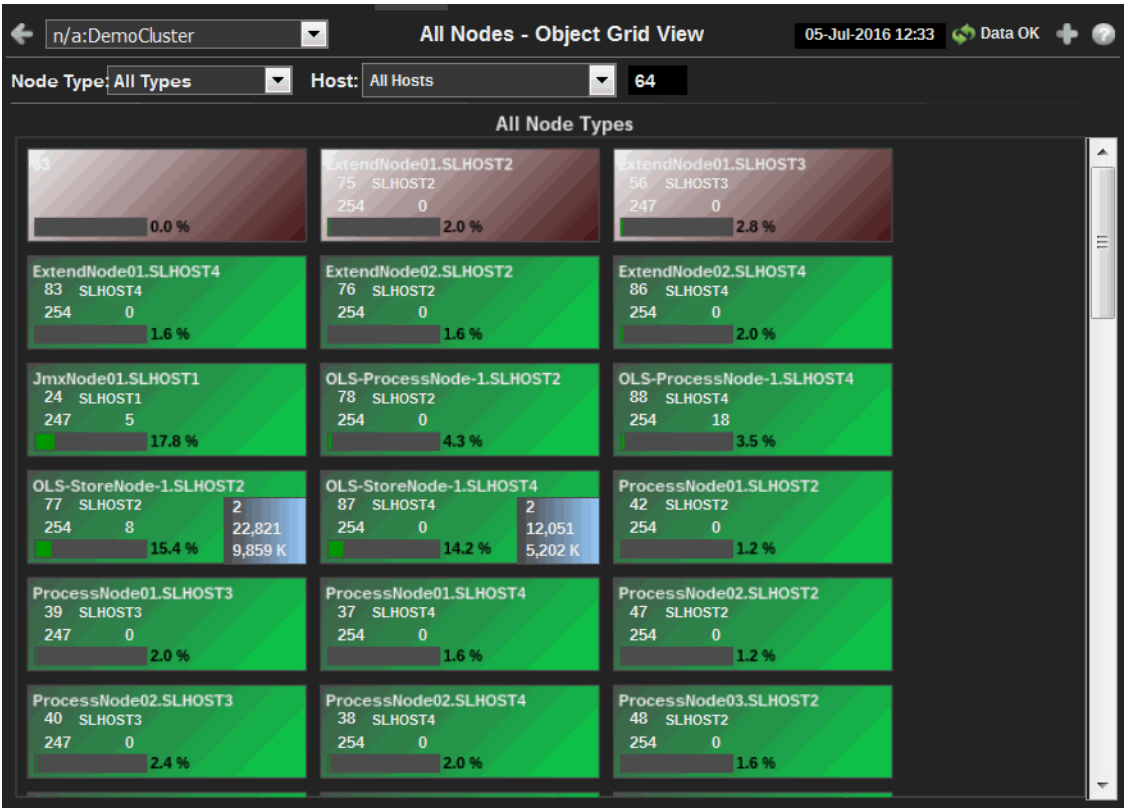 n/a:DemoCluster All Nodes - Object Grid View 05-Jul-2016 12:33 Data OK
Node Type: All Types Host: All Hosts 64
All Node Types
53
0.0 %
ExtendNode01.SLHOST2
75 SLHOST2
254 0
2.0 %
ExtendNode01.SLHOST3
56 SLHOST3
247 0
2.8 %
ExtendNode01.SLHOST4
83 SLHOST4
254 0
1.6 %
ExtendNode02.SLHOST2
76 SLHOST2
254 0
1.6 %
ExtendNode02.SLHOST4
86 SLHOST4
254 0
2.0 %
JmxNode01.SLHOST1
24 SLHOST1
247 5
17.8 %
OLS-ProcessNode-1.SLHOST2
78 SLHOST2
254 0
4.3 %
OLS-ProcessNode-1.SLHOST4
88 SLHOST4
254 18
3.5 %
OLS-StoreNode-1.SLHOST2
77 SLHOST2 2
254 8 22,821
15.4 % 9,859 K
OLS-StoreNode-1.SLHOST4
87 SLHOST4 2
254 0 12,051
14.2 % 5,202 K
ProcessNode01.SLHOST2
42 SLHOST2
254 0
1.2 %
ProcessNode01.SLHOST3
39 SLHOST3
247 0
2.0 %
ProcessNode01.SLHOST4
37 SLHOST4
254 0
1.6 %
ProcessNode02.SLHOST2
47 SLHOST2
254 0
1.2 %
ProcessNode02.SLHOST3
40 SLHOST3
247 0
2.4 %
ProcessNode02.SLHOST4
38 SLHOST4
254 0
2.0 %
ProcessNode03.SLHOST2
48 SLHOST2
254 0
1.6 %